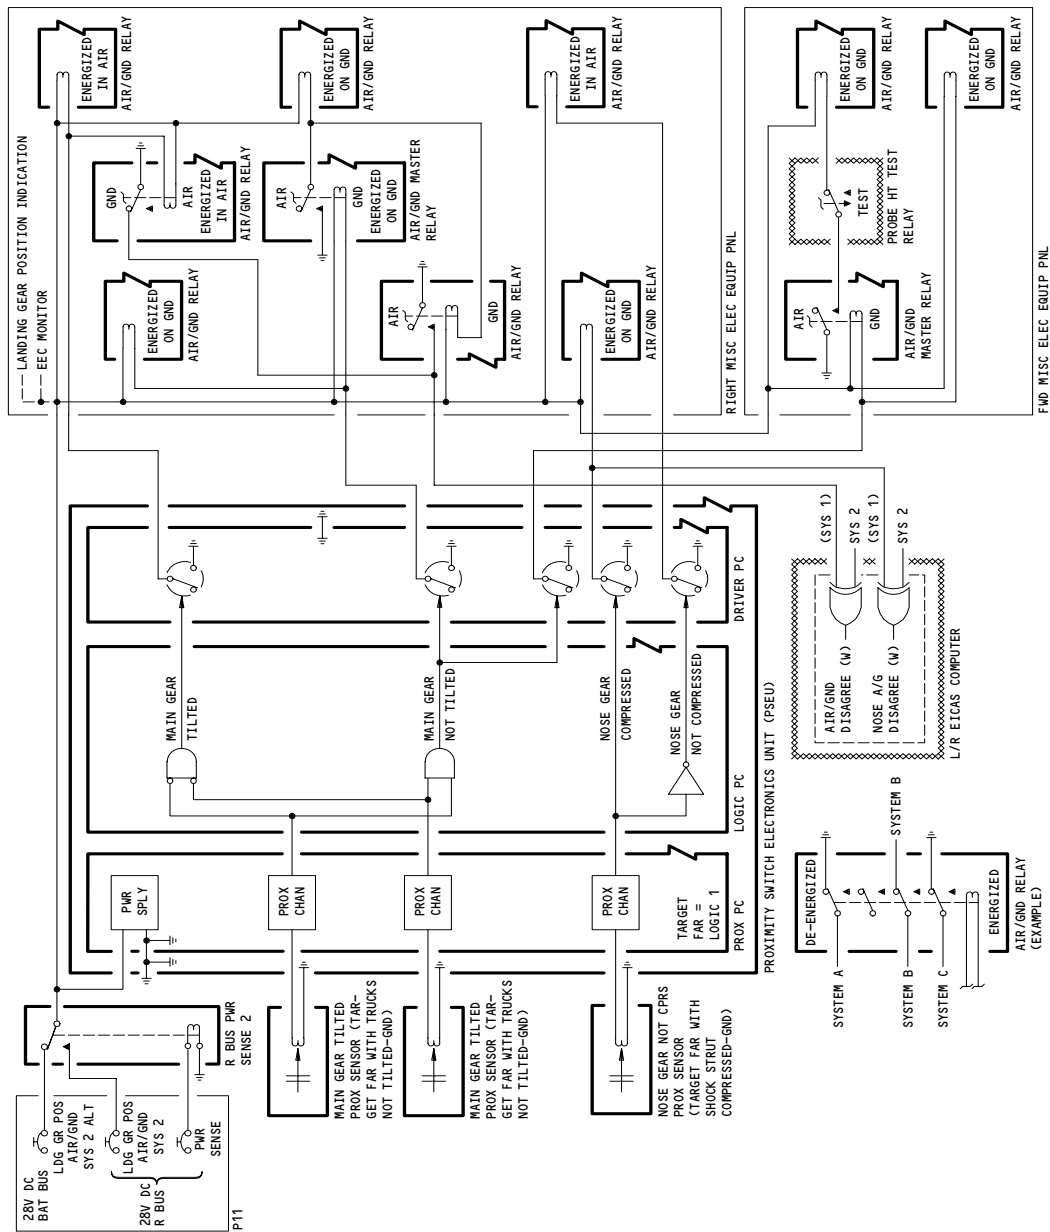 LANDING GEAR POSITION INDICATION
EEC MONITOR
ENERGIZED
IN AIR
AIR/GND RELAY
ENERGIZED
ON GND
AIR/GND RELAY
ENERGIZED
IN AIR
AIR/GND RELAY
GND
AIR
ENERGIZED
IN AIR
AIR/GND RELAY
AIR
ENERGIZED
ON GND
AIR/GND MASTER
RELAY
ENERGIZED
ON GND
AIR/GND RELAY
AIR
GND
AIR/GND RELAY
ENERGIZED
ON GND
AIR/GND RELAY
RIGHT MISC ELEC EQUIP PNL
ENERGIZED
ON GND
AIR/GND RELAY
ENERGIZED
ON GND
AIR/GND RELAY
TEST
PROBE HT TEST
RELAY
AIR
GND
AIR/GND
MASTER RELAY
FWD MISC ELEC EQUIP PNL
DRIVER PC
MAIN GEAR
TILTED
MAIN GEAR
NOT TILTED
NOSE GEAR
COMPRESSED
NOSE GEAR
NOT COMPRESSED
LOGIC PC
PWR
SPLY
PROX
CHAN
PROX
CHAN
PROX
CHAN
TARGET
FAR =
LOGIC 1
PROX PC
PROXIMITY SWITCH ELECTRONICS UNIT (PSEU)
(SYS 1)
SYS 2
(SYS 1)
SYS 2
AIR/GND
DISAGREE (W)
NOSE A/G
DISAGREE (W)
L/R EICAS COMPUTER
DE-ENERGIZED
SYSTEM B
SYSTEM A
SYSTEM B
SYSTEM C
ENERGIZED
AIR/GND RELAY
(EXAMPLE)
R BUS PWR
SENSE 2
MAIN GEAR TILTED
PROX SENSOR (TAR-
GET FAR WITH TRUCKS
NOT TILTED-GND)
MAIN GEAR TILTED
PROX SENSOR (TAR-
GET FAR WITH TRUCKS
NOT TILTED-GND)
NOSE GEAR NOT CPRS
PROX SENSOR
(TARGET FAR WITH
SHOCK STRUT
COMPRESSED-GND)
28V DC
BAT BUS
LDG GR POS
AIR/GND
SYS 2 ALT
LDG GR POS
AIR/GND
SYS 2
28V DC
R BUS
PWR
SENSE
P11